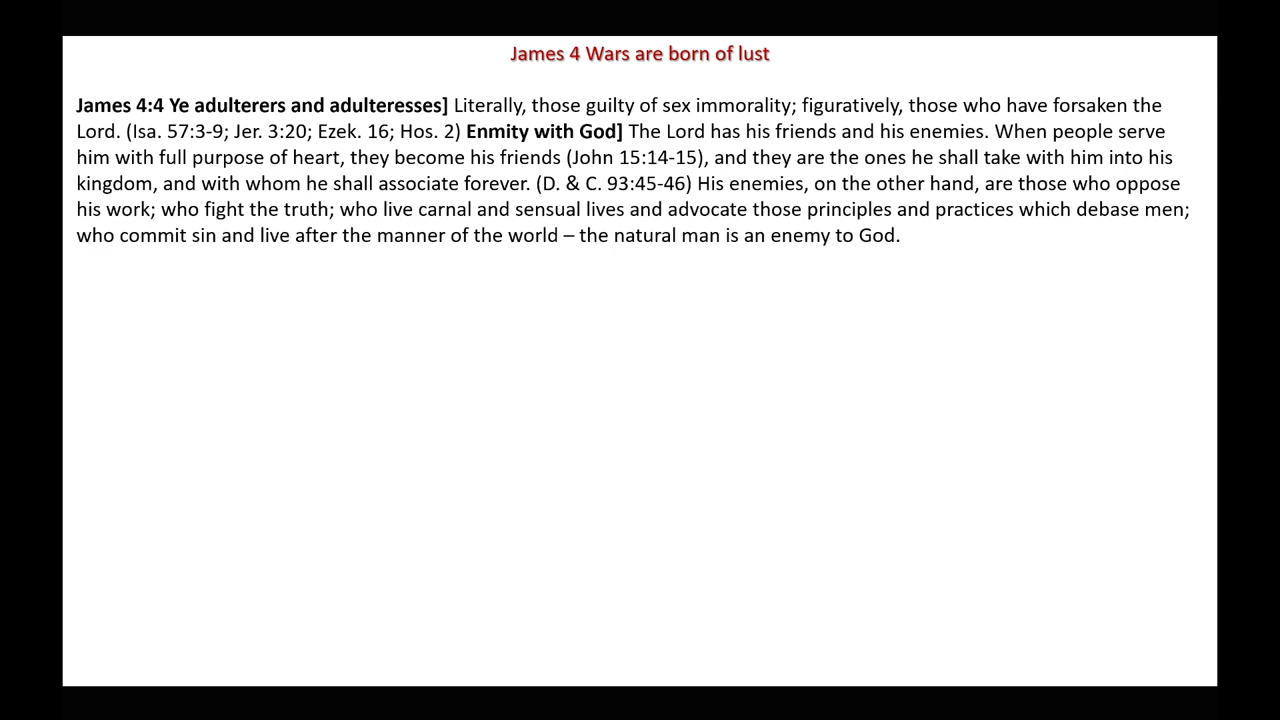 James 4 Wars are born of lust
James 4:4 Ye adulterers and adulteresses] Literally, those guilty of sex immorality; figuratively, those who have forsaken the
Lord. (Isa. 57:3-9; Jer. 3:20; Ezek. 16; Hos. 2) Enmity with God] The Lord has his friends and his enemies. When people serve
him with full purpose of heart, they become his friends (John 15:14-15), and they are the ones he shall take with him into his
kingdom, and with whom he shall associate forever. (D. & C. 93:45-46) His enemies, on the other hand, are those who oppose
his work; who fight the truth; who live carnal and sensual lives and advocate those principles and practices which debase men;
who commit sin and live after the manner of the world – the natural man is an enemy to God.